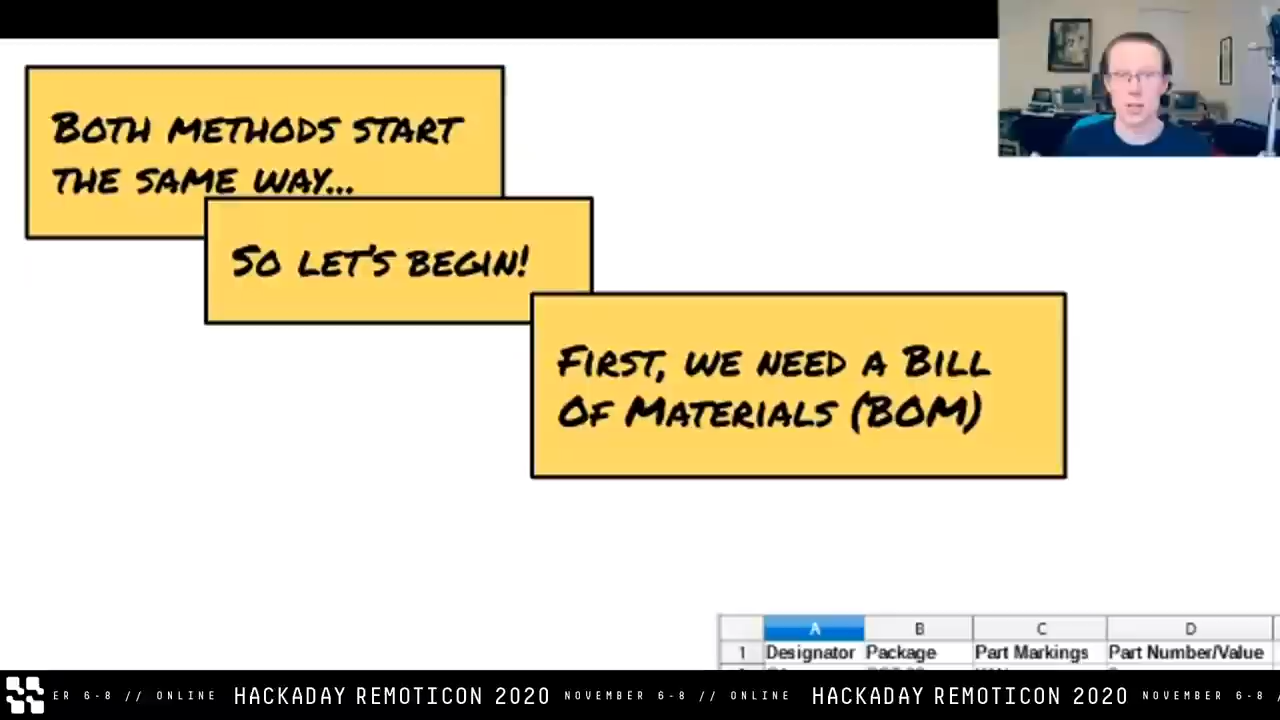 Both methods start
the same way...
So let's begin!
First, we need a Bill
Of Materials (BOM)
A B C D
1 Designator Package Part Markings Part Number/Value
ER 6-8 // ONLINE HACKADAY REMOTICON 2020 NOVEMBER 6-8 // ONLINE HACKADAY REMOTICON 2020 NOVEMBER 6-8 /